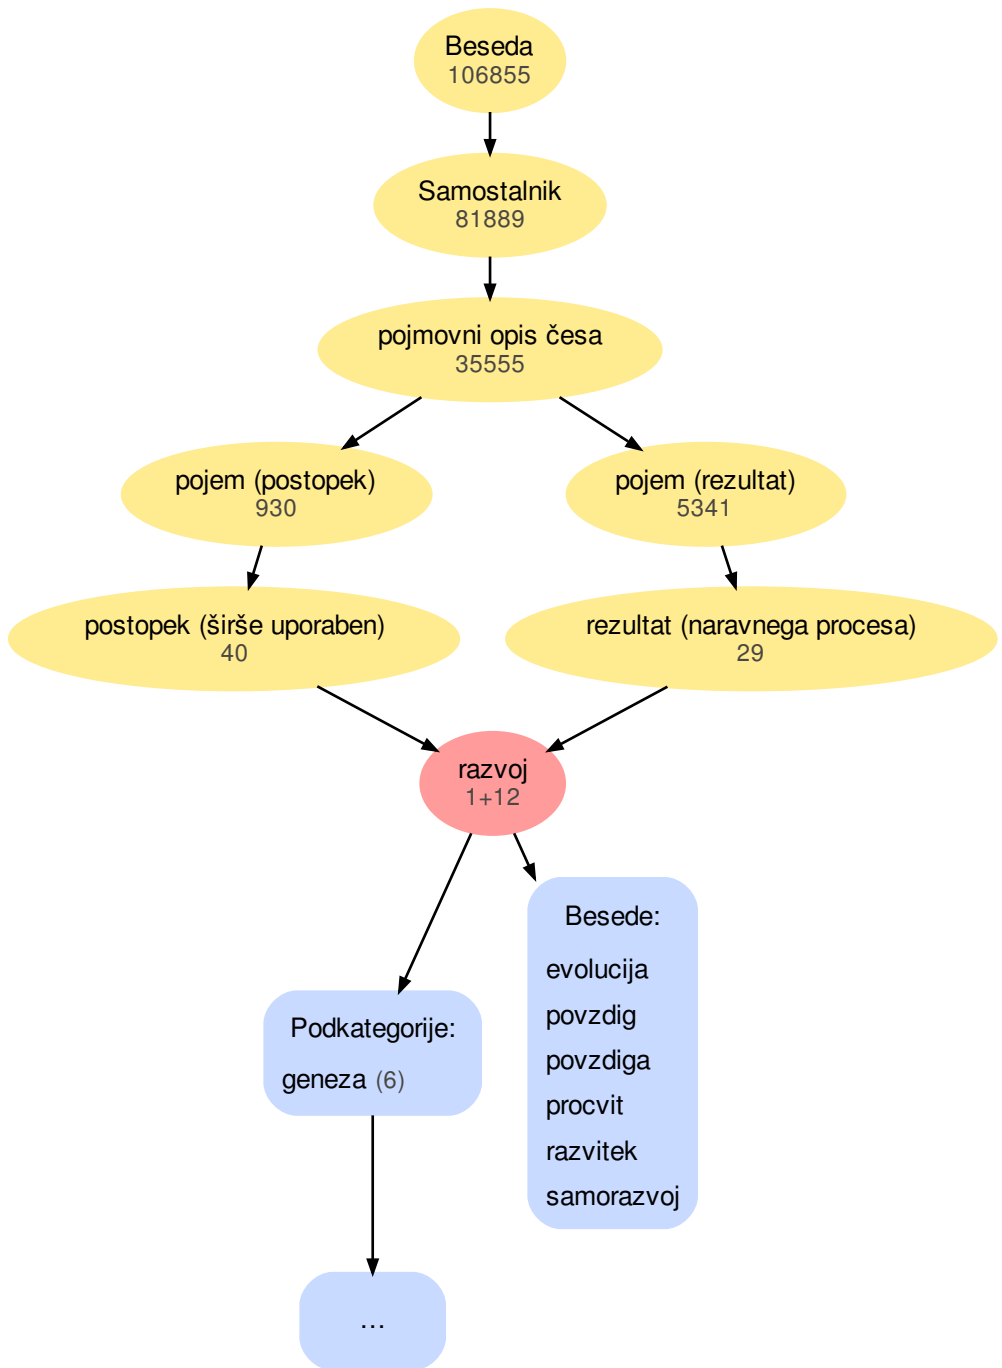 Beseda
106855
Samostalnik
81889
pojmovni opis česa
35555
pojem (postopek)
930
pojem (rezultat)
5341
postopek (širše uporaben)
40
rezultat (naravnega procesa)
29
razvoj
1+12
Podkategorije:
geneza (6)
Besede:
evolucija
povzdig
povzdiga
procvit
razvitek
samorazvoj
...